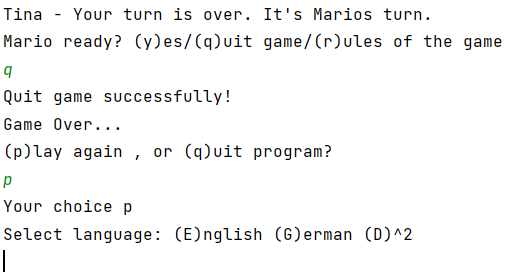 Tina - Your turn is over. It's Marios turn.
Mario ready? (y)es/(q)uit game/(r)ules of the game
q
Quit game successfully!
Game Over...
(p)lay again , or (q)uit program?
p
Your choice p
Select language: (E)nglish (G)erman (D)^2